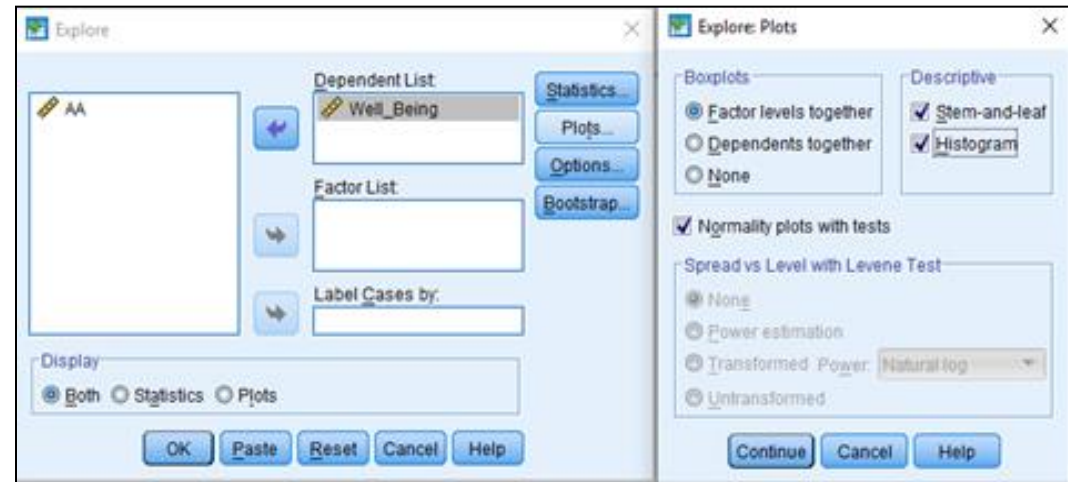 Explore
AA
Dependent List:
Well_Being
Factor List:
Label Cases by:
Statistics...
Plots...
Options...
Bootstrap...
Display
Both Statistics Plots
OK Paste Reset Cancel Help
Explore: Plots
Boxplots
Factor levels together
Dependents together
None
Descriptive
Stem-and-leaf
Histogram
Normality plots with tests
Spread vs Level with Levene Test
None
Power estimation
Transformed Power: Natural log
Untransformed
Continue Cancel Help